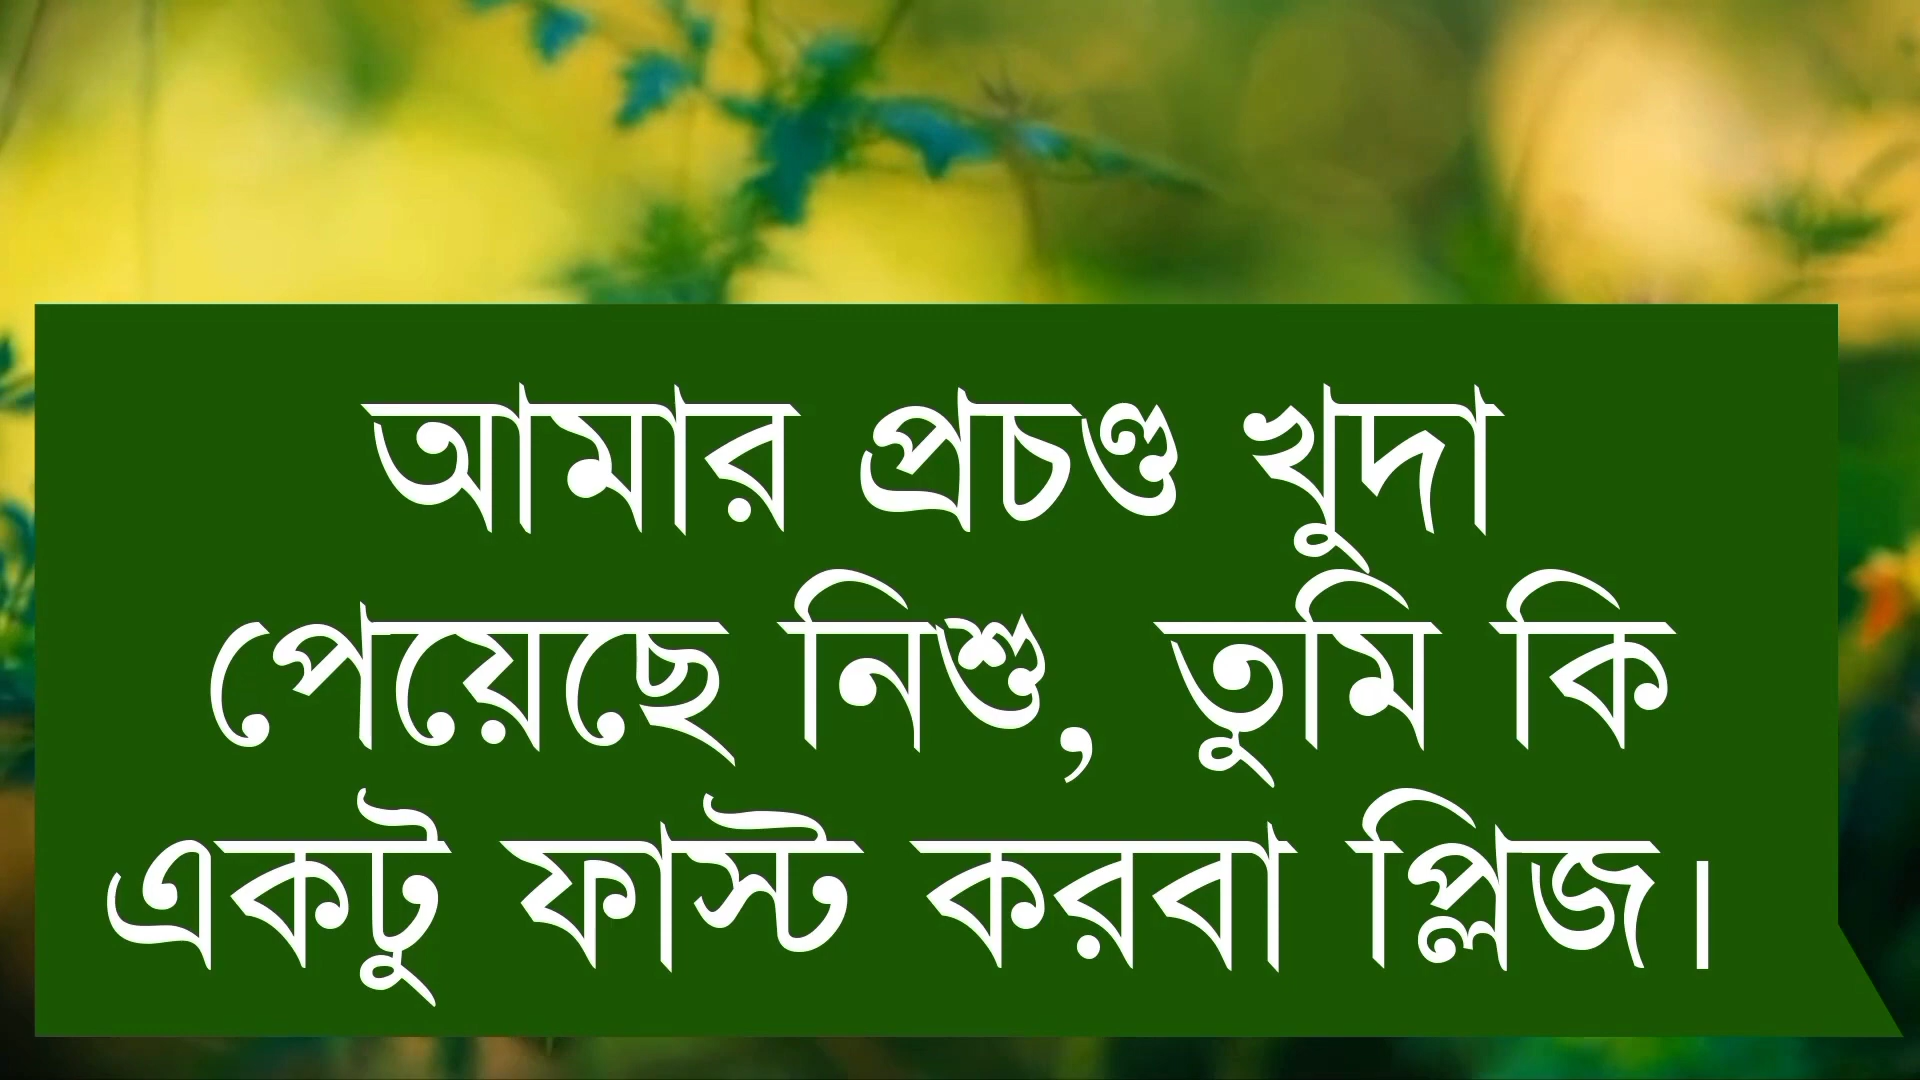 আমার প্রচণ্ড খুদা
পেয়েছে নিশু, তুমি কি
একটু ফাস্ট করবা প্লিজ।